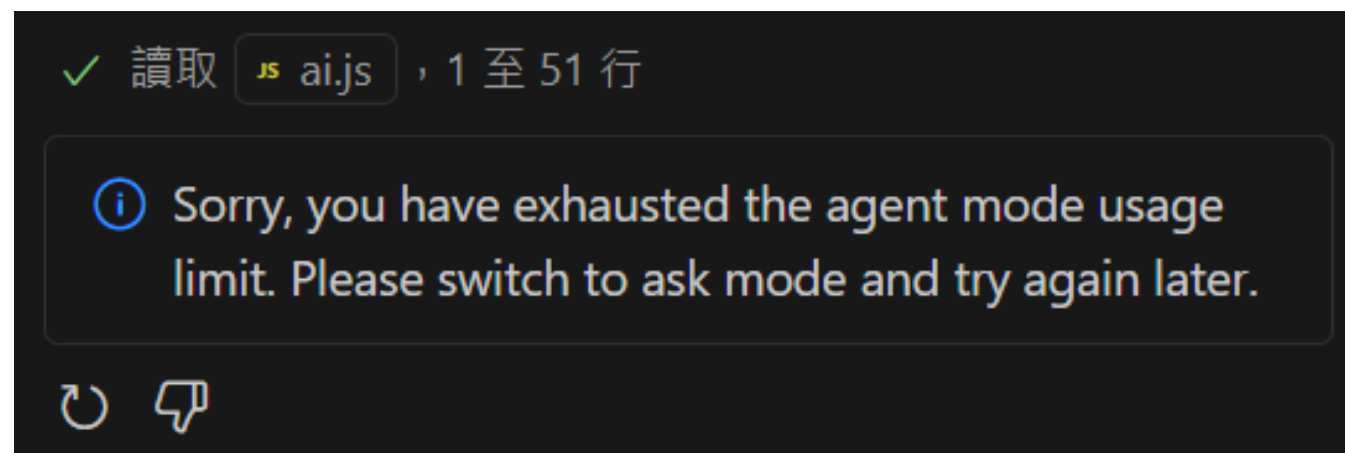 讀取 JS ai.js ，1 至 51 行
Sorry, you have exhausted the agent mode usage
limit. Please switch to ask mode and try again later.